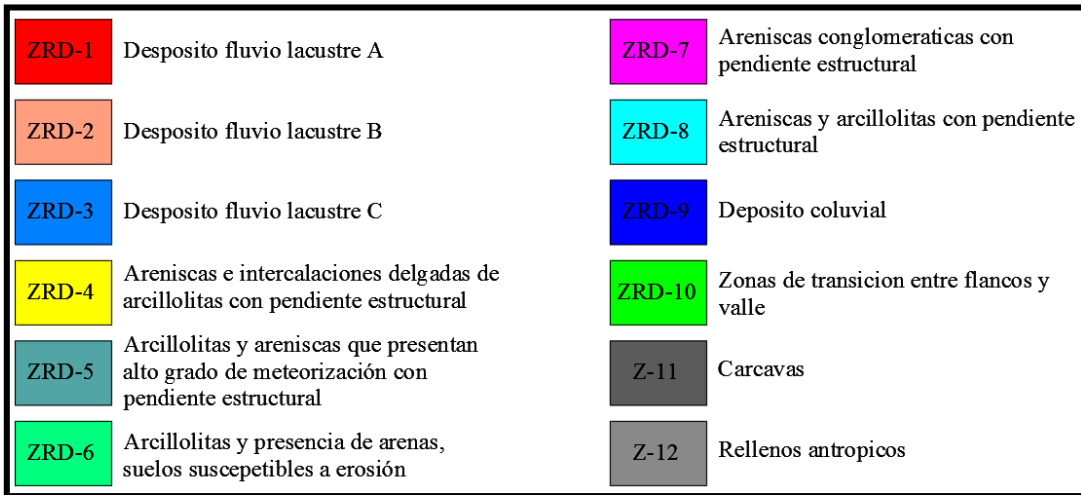 ZRD-1
Desposito fluvio lacustre A
ZRD-2
Desposito fluvio lacustre B
ZRD-3
Desposito fluvio lacustre C
ZRD-4
Areniscas e intercalaciones delgadas de
arcillolitas con pendiente estructural
ZRD-5
Arcillolitas y areniscas que presentan
alto grado de meteorización con
pendiente estructural
ZRD-6
Arcillolitas y presencia de arenas,
suelos suscepetibles a erosión
ZRD-7
Areniscas conglomeraticas con
pendiente estructural
ZRD-8
Areniscas y arcillolitas con pendiente
estructural
ZRD-9
Deposito coluvial
ZRD-10
Zonas de transicion entre flancos y
valle
Z-11
Carcavas
Z-12
Rellenos antropicos